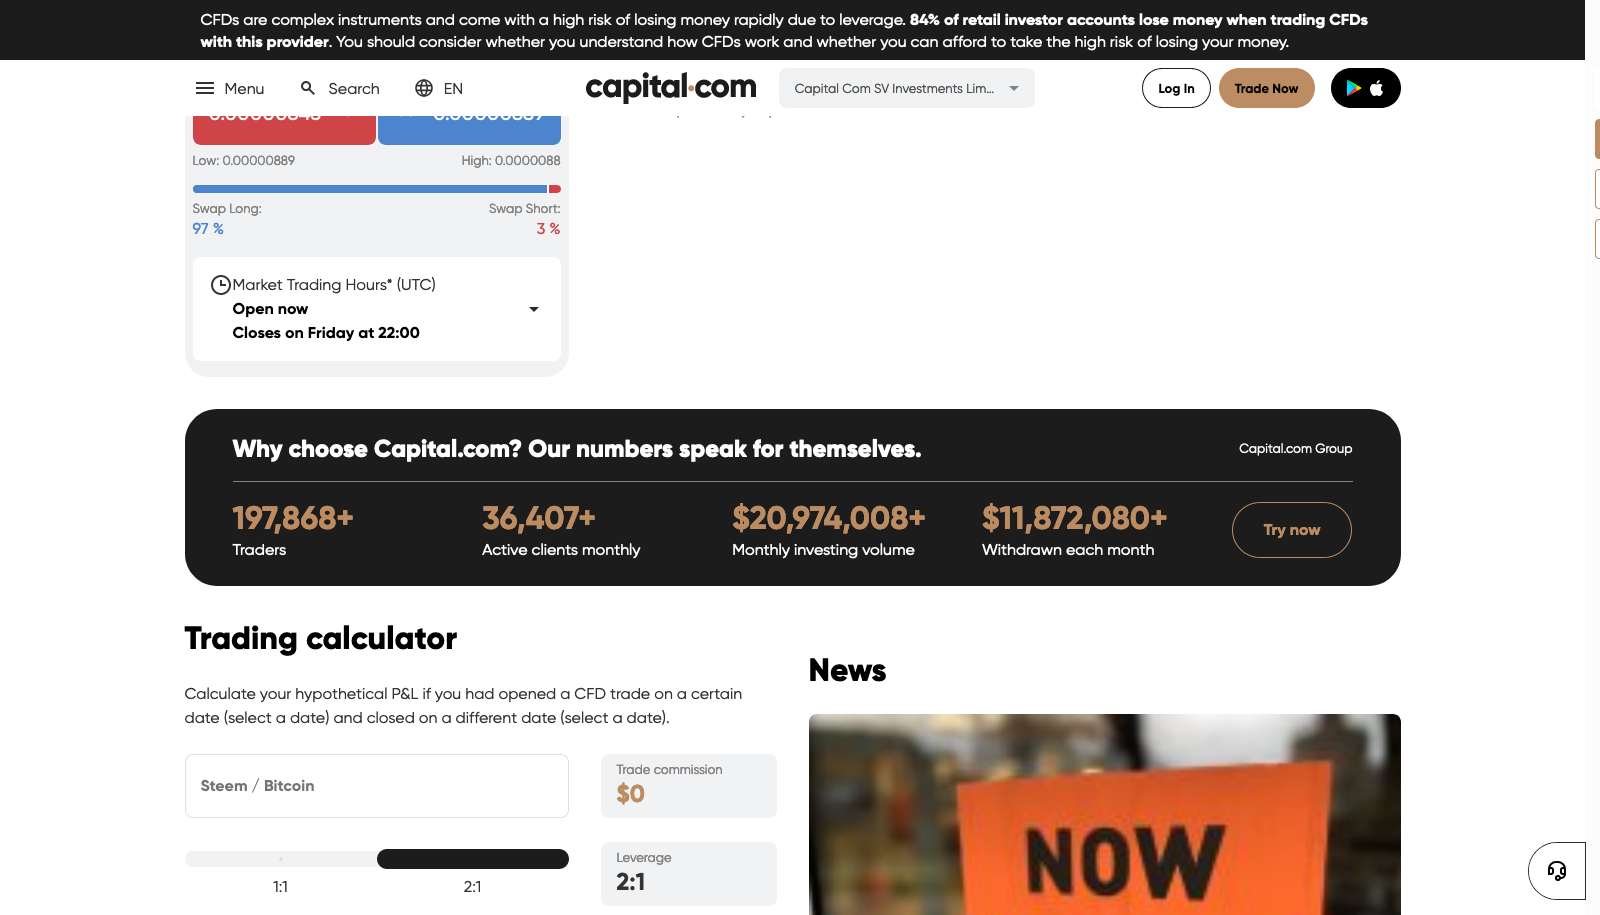 CFDs are complex instruments and come with a high risk of losing money rapidly due to leverage. 84% of retail investor accounts lose money when trading CFDs
with this provider. You should consider whether you understand how CFDs work and whether you can afford to take the high risk of losing your money.
Menu
Search
EN
capital.com
Capital Com SV Investments Lim...
Log In
Trade Now
Low: 0.00000889
High: 0.0000088
Swap Long:
Swap Short:
97 %
3 %
Market Trading Hours* (UTC)
Open now
Closes on Friday at 22:00
Why choose Capital.com? Our numbers speak for themselves.
Capital.com Group
197,868+
Traders
36,407+
Active clients monthly
$20,974,008+
Monthly investing volume
$11,872,080+
Withdrawn each month
Try now
Trading calculator
Calculate your hypothetical P&L if you had opened a CFD trade on a certain
date (select a date) and closed on a different date (select a date).
Steem / Bitcoin
Trade commission
$0
1:1
2:1
Leverage
2:1
News
NOW